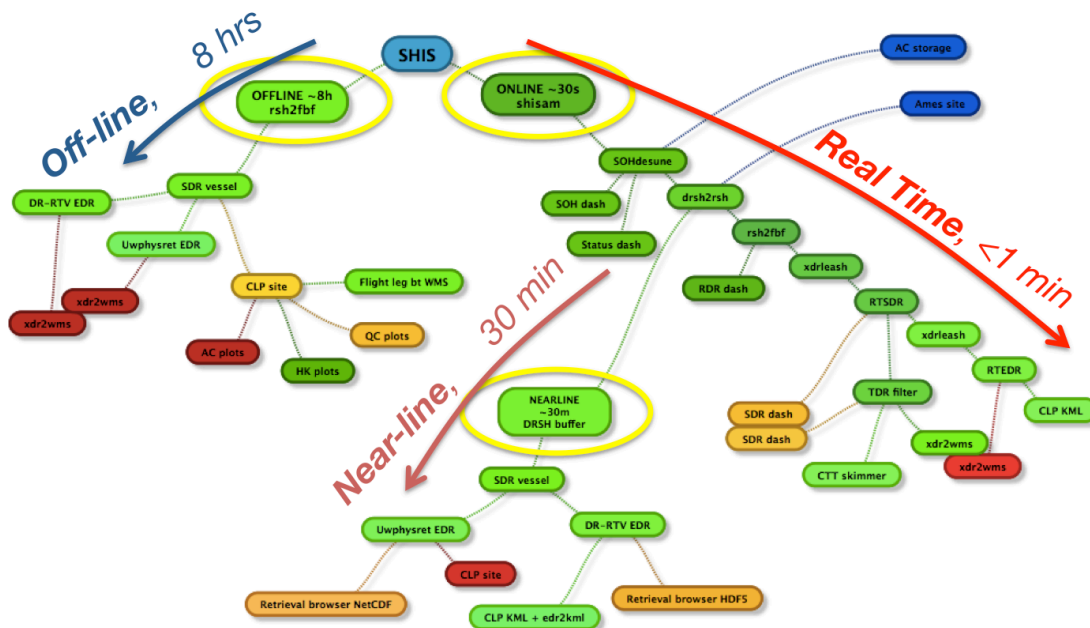 SHIS
8 hrs
Off-line,
OFFLINE ~8h
rsh2fbf
ONLINE ~30s
shisam
AC storage
Ames site
Real Time, <1 min
SOHdesune
SOH dash
Status dash
drsh2rsh
rsh2fbf
RDR dash
xdrleash
RTSDR
xdrleash
RTEDR
CLP KML
TDR filter
SDR dash
SDR dash
CTT skimmer
xdr2wms
xdr2wms
SDR vessel
DR-RTV EDR
Uwphysret EDR
xdr2wms
xdr2wms
CLP site
Flight leg bt WMS
QC plots
AC plots
HK plots
Near-line, 30 min
NEARLINE
~30m
DRSH buffer
SDR vessel
Uwphysret EDR
DR-RTV EDR
CLP site
Retrieval browser NetCDF
CLP KML + edr2kml
Retrieval browser HDF5